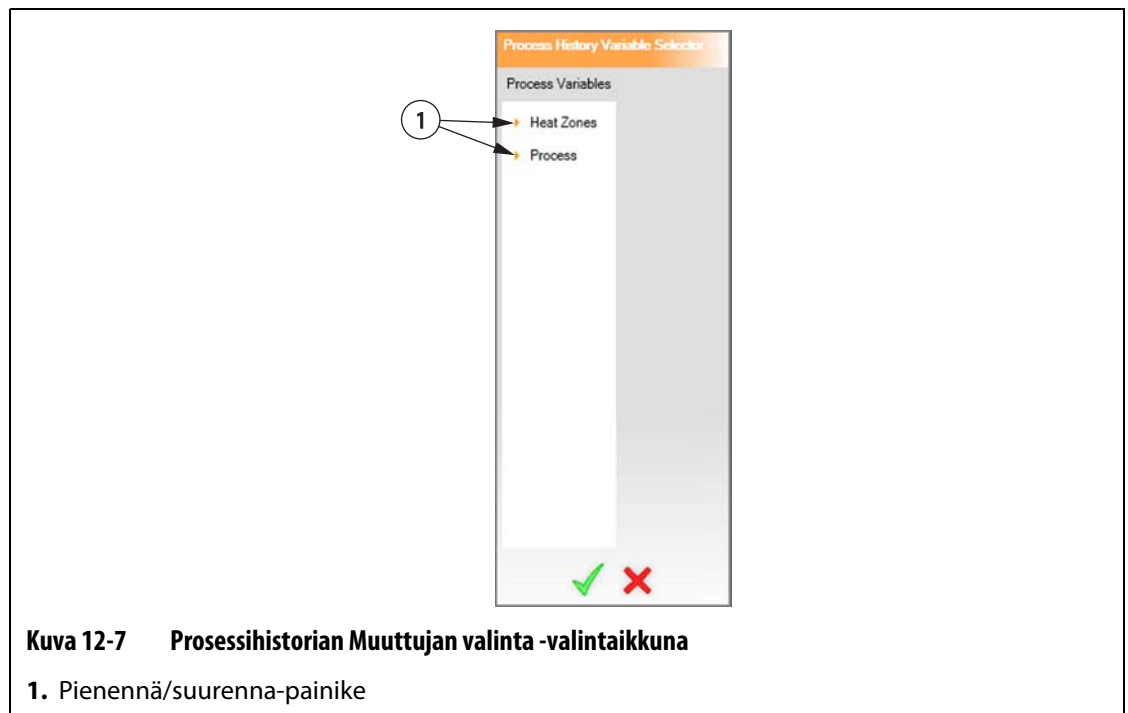 Process History Variable Selector
Process Variables
1
Heat Zones
Process
Kuva 12-7 Prosessihistorian Muuttujan valinta -valintaikkuna
1. Pienennä/suurenna-painike